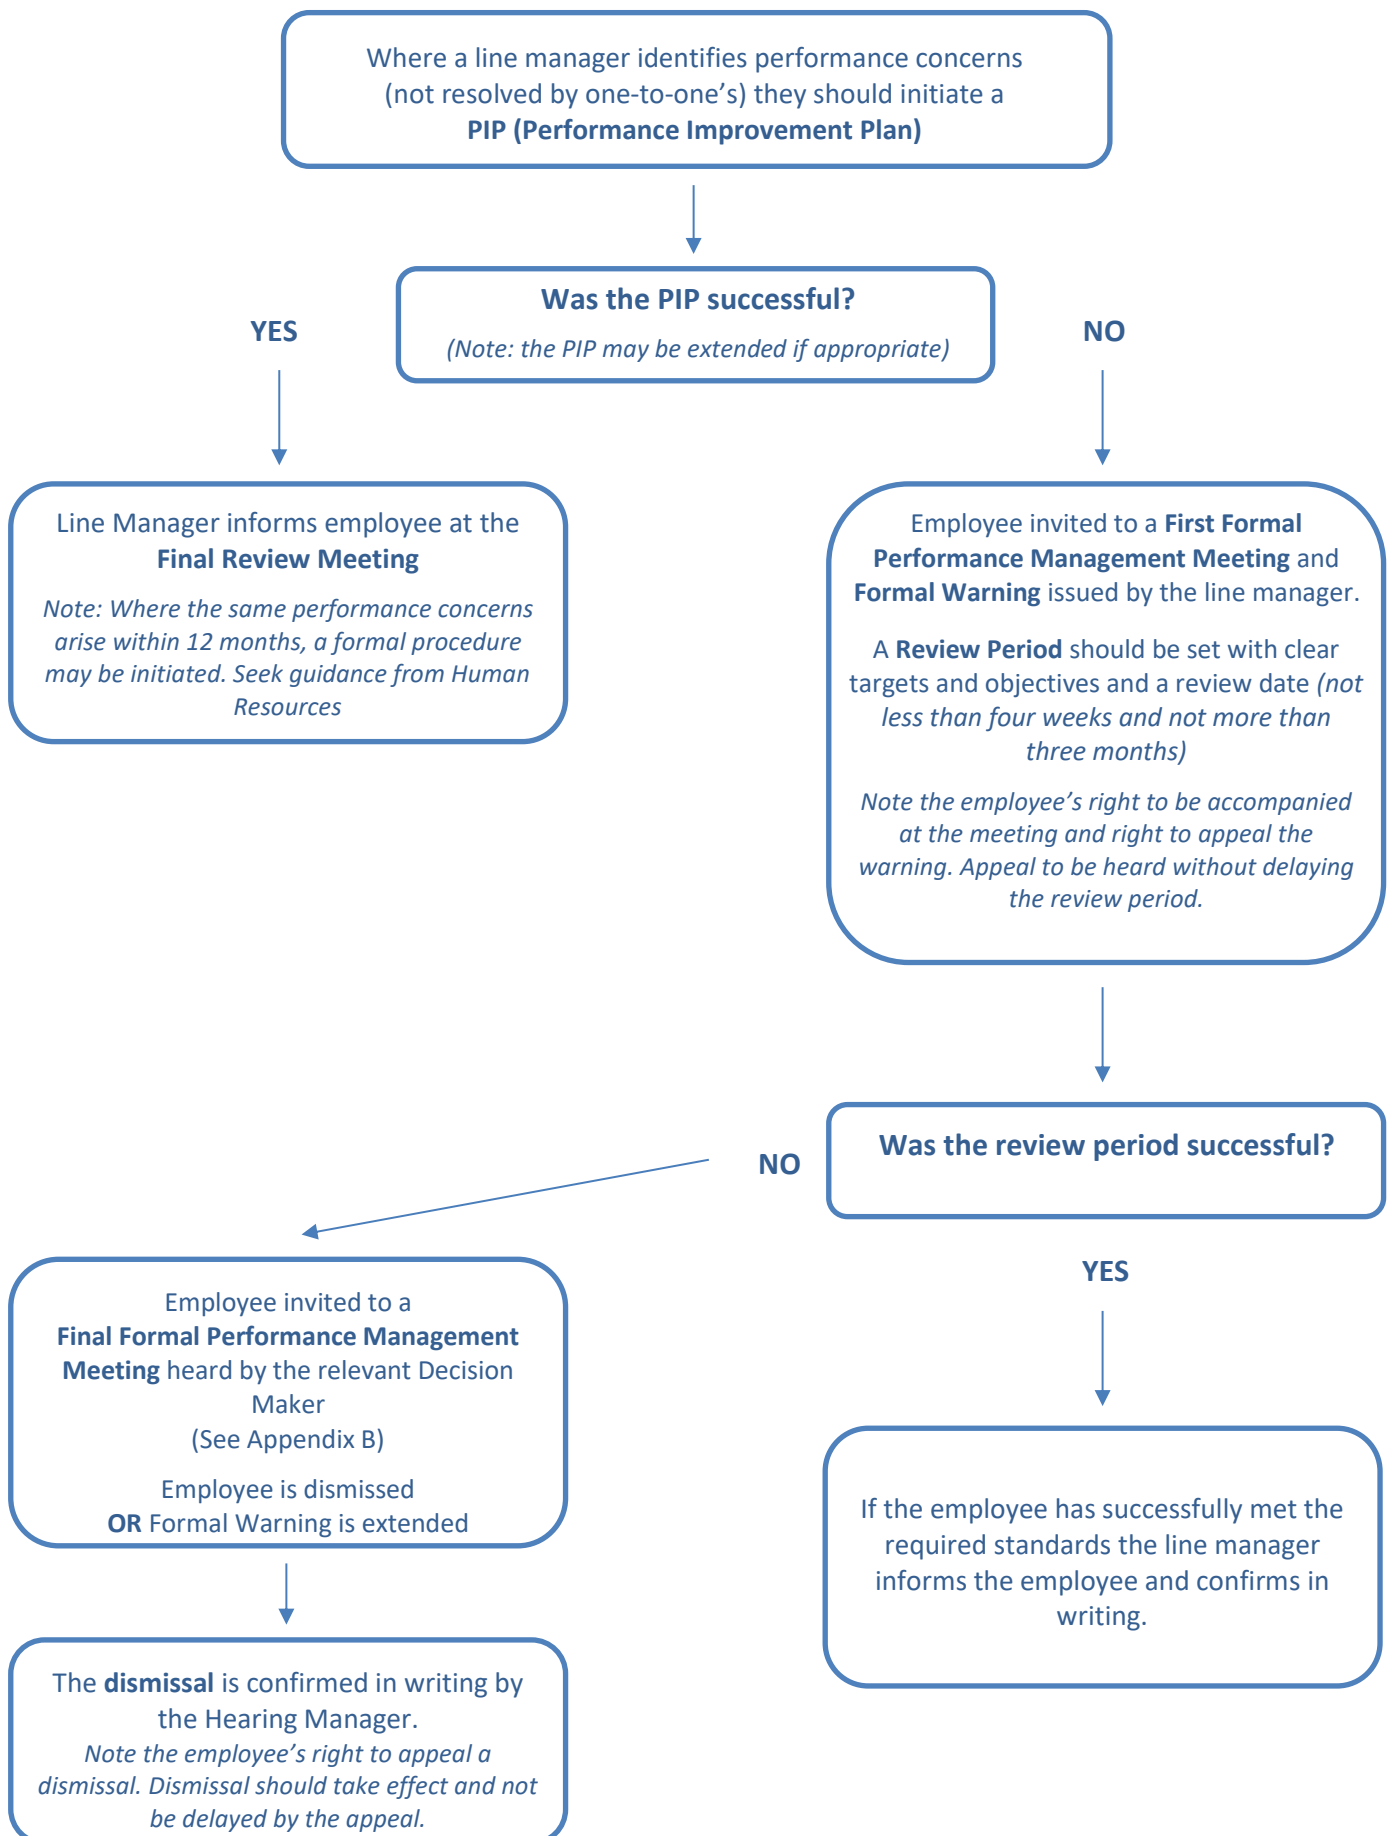 Where a line manager identifies performance concerns
(not resolved by one-to-one’s) they should initiate a
PIP (Performance Improvement Plan)
Was the PIP successful?
(Note: the PIP may be extended if appropriate)
YES
NO
Line Manager informs employee at the
Final Review Meeting
Note: Where the same performance concerns
arise within 12 months, a formal procedure
may be initiated. Seek guidance from Human
Resources
Employee invited to a First Formal
Performance Management Meeting and
Formal Warning issued by the line manager.
A Review Period should be set with clear
targets and objectives and a review date (not
less than four weeks and not more than
three months)
Note the employee’s right to be accompanied
at the meeting and right to appeal the
warning. Appeal to be heard without delaying
the review period.
Was the review period successful?
NO
YES
Employee invited to a
Final Formal Performance Management
Meeting heard by the relevant Decision
Maker
(See Appendix B)
Employee is dismissed
OR Formal Warning is extended
If the employee has successfully met the
required standards the line manager
informs the employee and confirms in
writing.
The dismissal is confirmed in writing by
the Hearing Manager.
Note the employee’s right to appeal a
dismissal. Dismissal should take effect and not
be delayed by the appeal.